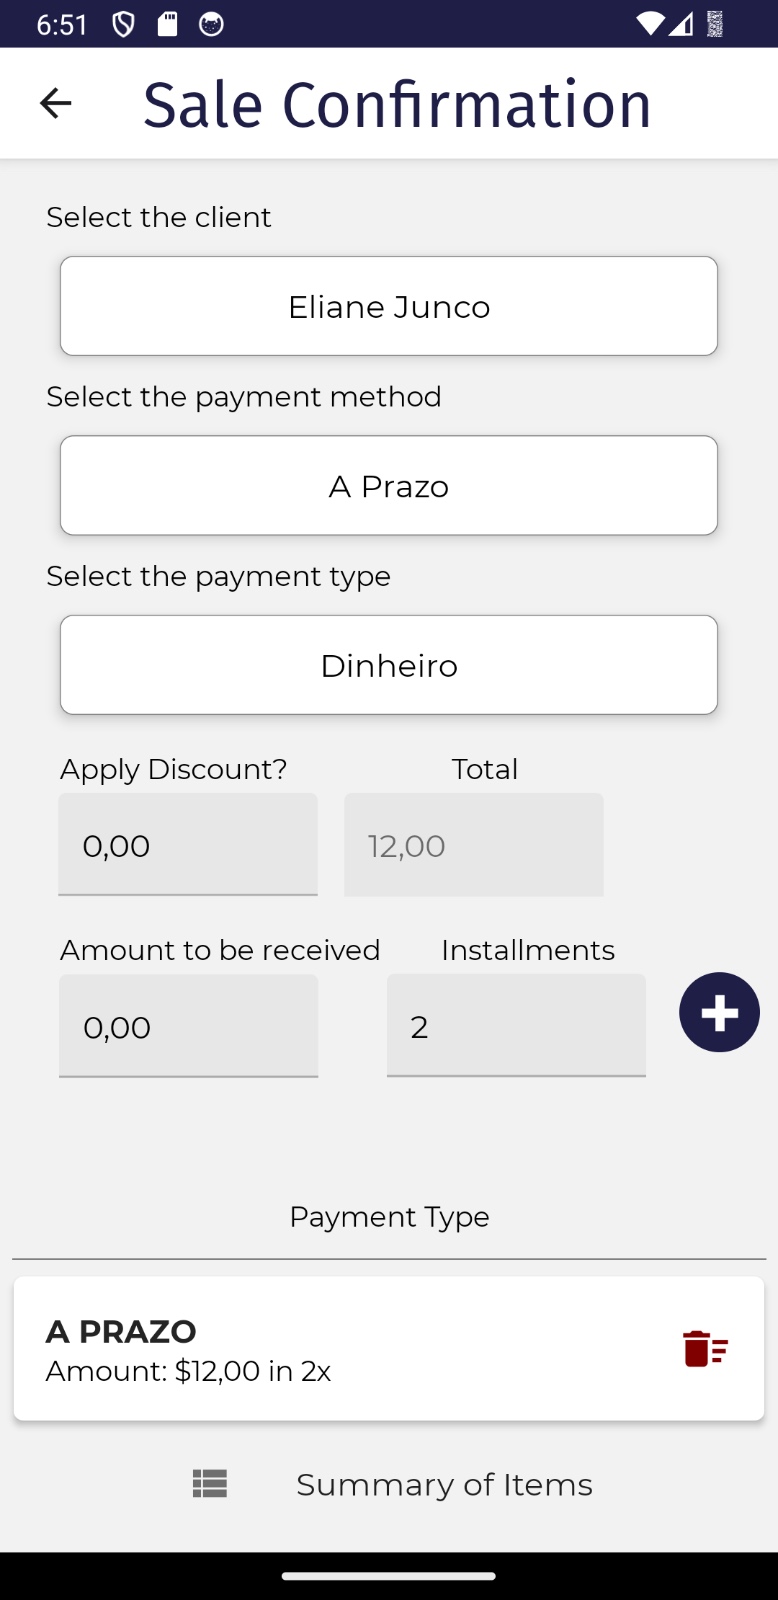 6:51
Sale Confirmation
Select the client
Eliane Junco
Select the payment method
A Prazo
Select the payment type
Dinheiro
Apply Discount? Total
0,00 12,00
Amount to be received Installments
0,00 2
Payment Type
A PRAZO
Amount: $12,00 in 2x
Summary of Items